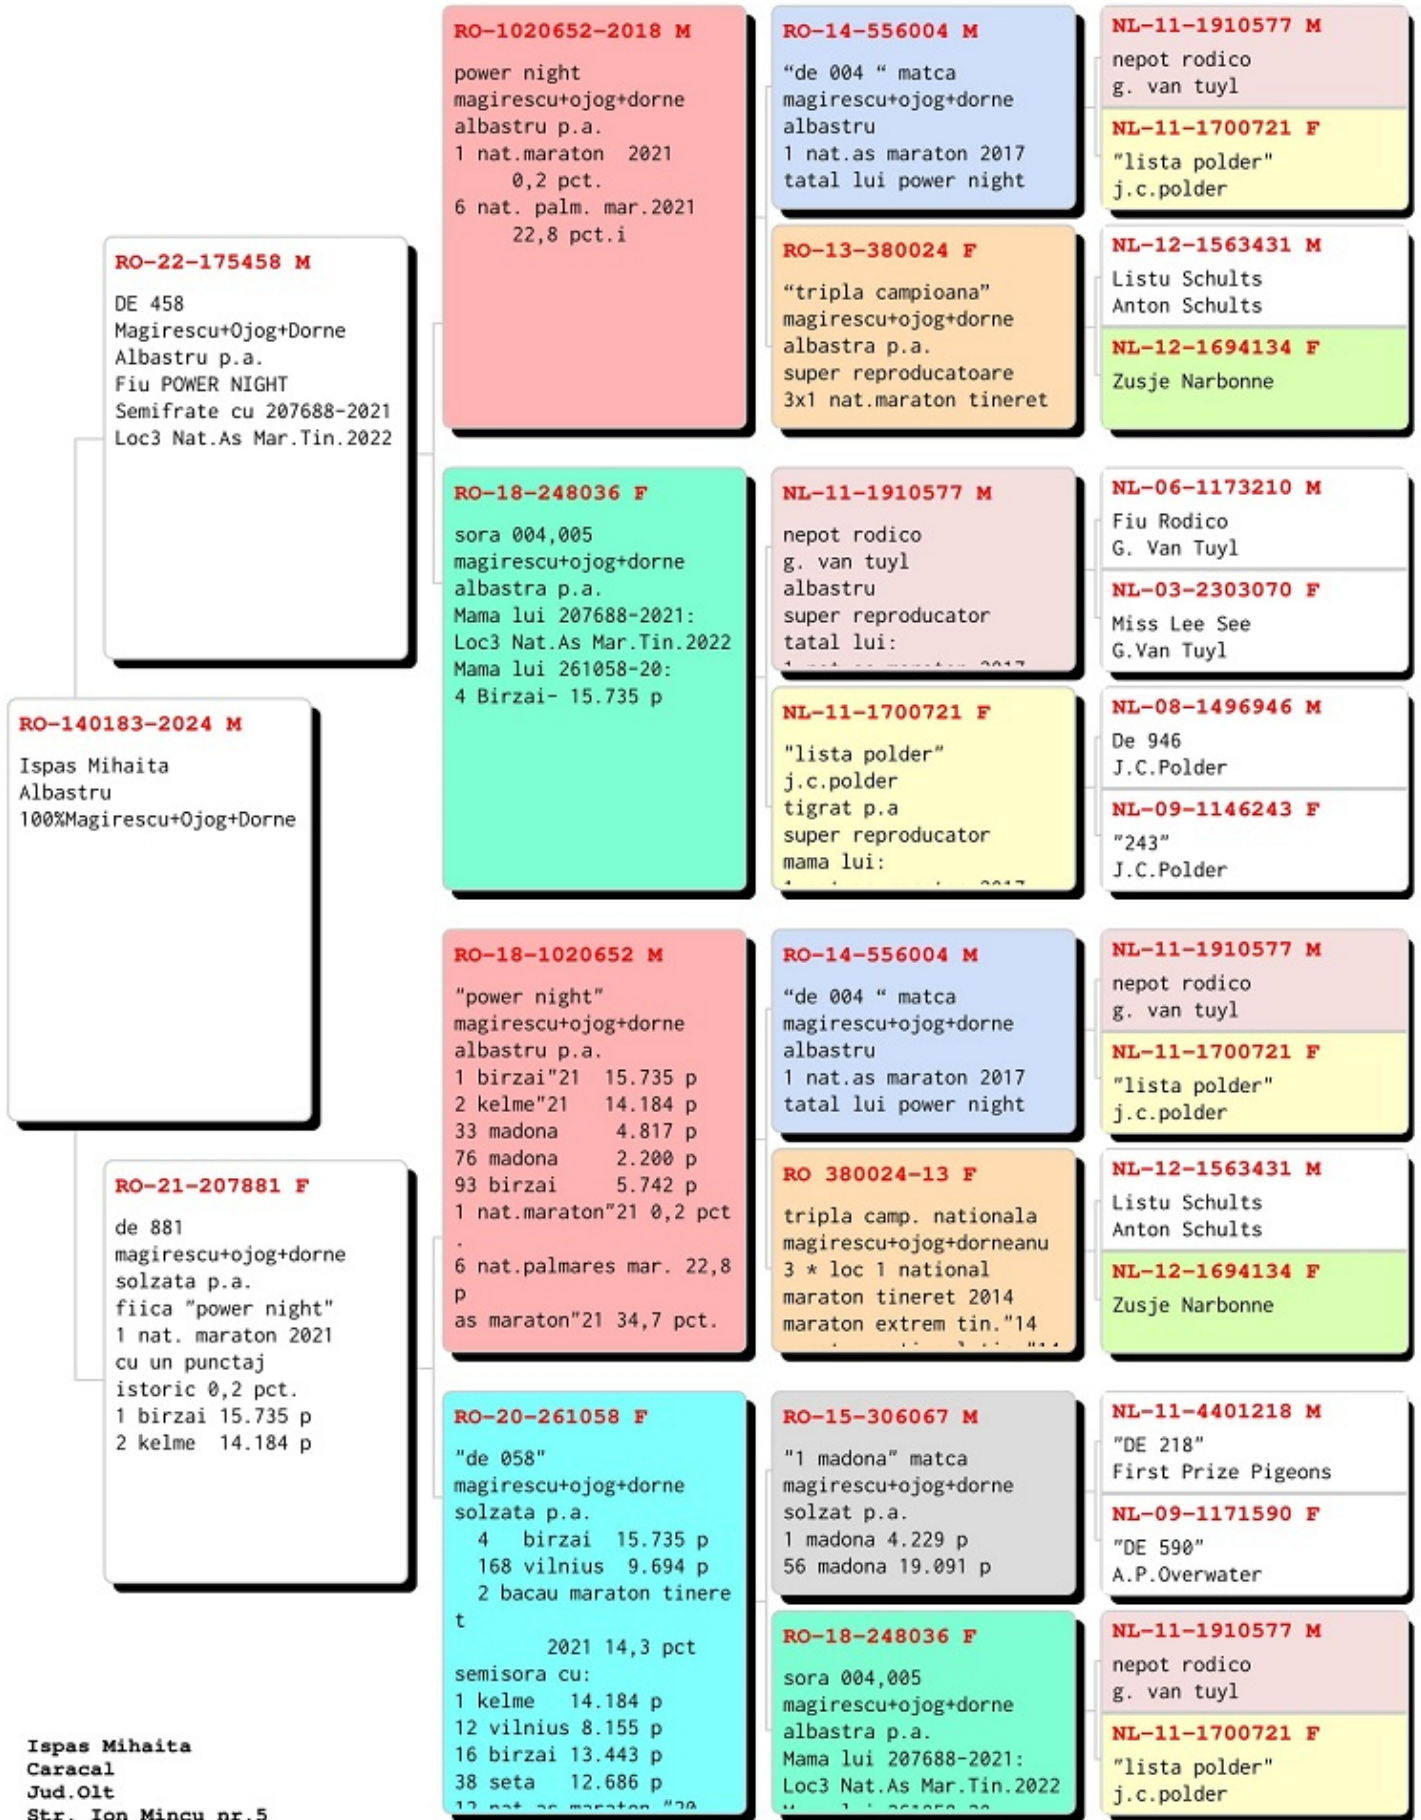 RO-140183-2024 M
Ispas Mihaita
Albastru
100%Magirescu+Ojog+Dorne
RO-22-175458 M
DE 458
Magirescu+Ojog+Dorne
Albastru p.a.
Fiu POWER NIGHT
Semifrate cu 207688-2021
Loc3 Nat.As Mar.Tin.2022
RO-21-207881 F
de 881
magirescu+ojog+dorne
solzata p.a.
fiica "power night"
1 nat. maraton 2021
cu un punctaj
istoric 0,2 pct.
1 birzai 15.735 p
2 kelme 14.184 p
RO-1020652-2018 M
power night
magirescu+ojog+dorne
albastru p.a.
1 nat.maraton 2021
0,2 pct.
6 nat. palm. mar.2021
22,8 pct.i
RO-18-248036 F
sora 004,005
magirescu+ojog+dorne
albastra p.a.
Mama lui 207688-2021:
Loc3 Nat.As Mar.Tin.2022
Mama lui 261058-20:
4 Birzai- 15.735 p
RO-18-1020652 M
"power night"
magirescu+ojog+dorne
albastru p.a.
1 birzai"21 15.735 p
2 kelme"21 14.184 p
33 madona 4.817 p
76 madona 2.200 p
93 birzai 5.742 p
1 nat.maraton"21 0,2 pct
.
6 nat.palmares mar. 22,8
p
as maraton"21 34,7 pct.
RO-20-261058 F
"de 058"
magirescu+ojog+dorne
solzata p.a.
4 birzai 15.735 p
168 vilnius 9.694 p
2 bacau maraton tinere
t
2021 14,3 pct
semisora cu:
1 kelme 14.184 p
12 vilnius 8.155 p
16 birzai 13.443 p
38 seta 12.686 p
12 nat.as maraton "20
RO-14-556004 M
“de 004 “ matca
magirescu+ojog+dorne
albastru
1 nat.as maraton 2017
tatal lui power night
RO-13-380024 F
“tripla campioana”
magirescu+ojog+dorne
albastra p.a.
super reproducatoare
3x1 nat.maraton tineret
NL-11-1910577 M
nepot rodico
g. van tuyl
albastru
super reproducator
tatal lui:
1 nat.as maraton 2017
NL-11-1700721 F
"lista polder"
j.c.polder
tigrat p.a
super reproducator
mama lui:
RO-14-556004 M
“de 004 “ matca
magirescu+ojog+dorne
albastru
1 nat.as maraton 2017
tatal lui power night
RO 380024-13 F
tripla camp. nationala
magirescu+ojog+dorneanu
3 * loc 1 national
maraton tineret 2014
maraton extrem tin."14
RO-15-306067 M
"1 madona" matca
magirescu+ojog+dorne
solzat p.a.
1 madona 4.229 p
56 madona 19.091 p
RO-18-248036 F
sora 004,005
magirescu+ojog+dorne
albastra p.a.
Mama lui 207688-2021:
Loc3 Nat.As Mar.Tin.2022
NL-11-1910577 M
nepot rodico
g. van tuyl
NL-11-1700721 F
"lista polder"
j.c.polder
NL-12-1563431 M
Listu Schults
Anton Schults
NL-12-1694134 F
Zusje Narbonne
NL-06-1173210 M
Fiu Rodico
G. Van Tuyl
NL-03-2303070 F
Miss Lee See
G.Van Tuyl
NL-08-1496946 M
De 946
J.C.Polder
NL-09-1146243 F
"243"
J.C.Polder
NL-11-1910577 M
nepot rodico
g. van tuyl
NL-11-1700721 F
"lista polder"
j.c.polder
NL-12-1563431 M
Listu Schults
Anton Schults
NL-12-1694134 F
Zusje Narbonne
NL-11-4401218 M
"DE 218"
First Prize Pigeons
NL-09-1171590 F
"DE 590"
A.P.Overwater
NL-11-1910577 M
nepot rodico
g. van tuyl
NL-11-1700721 F
"lista polder"
j.c.polder
Ispas Mihaita
Caracal
Jud.Olt
Str. Ion Mincu nr.5